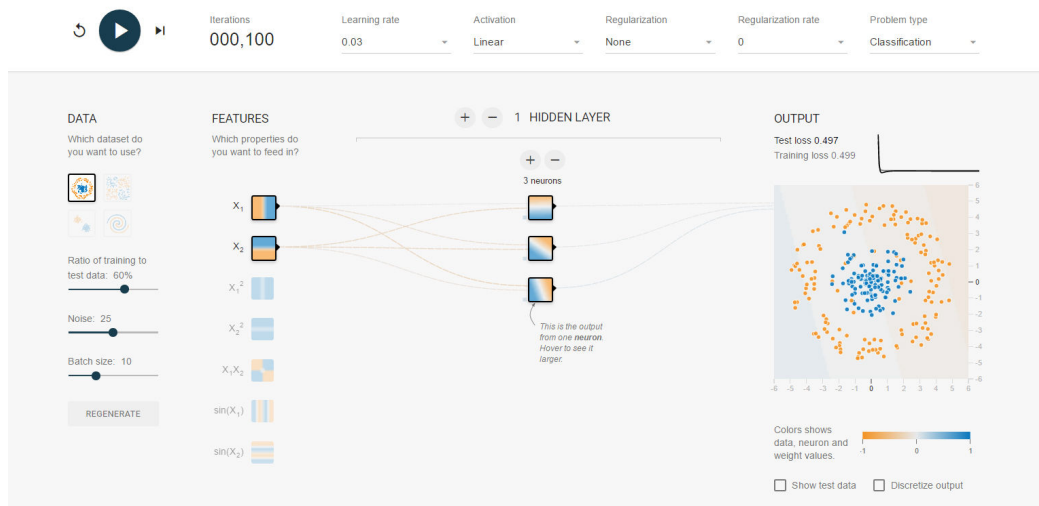 Iterations
000,100
Learning rate
0.03
Activation
Linear
Regularization
None
Regularization rate
0
Problem type
Classification
DATA
Which dataset do
you want to use?
Ratio of training to
test data: 60%
Noise: 25
Batch size: 10
REGENERATE
FEATURES
Which properties do
you want to feed in?
X₁
X₂
X₁²
X₂²
X₁X₂
sin(X₁)
sin(X₂)
+ − 1 HIDDEN LAYER
+ −
3 neurons
This is the output
from one neuron.
Hover to see it
larger.
OUTPUT
Test loss 0.497
Training loss 0.499
6
5
4
3
2
1
0
-1
-2
-3
-4
-5
-6
-6 -5 -4 -3 -2 -1 0 1 2 3 4 5 6
Colors shows
data, neuron and
weight values.
-1 0 1
Show test data
Discretize output